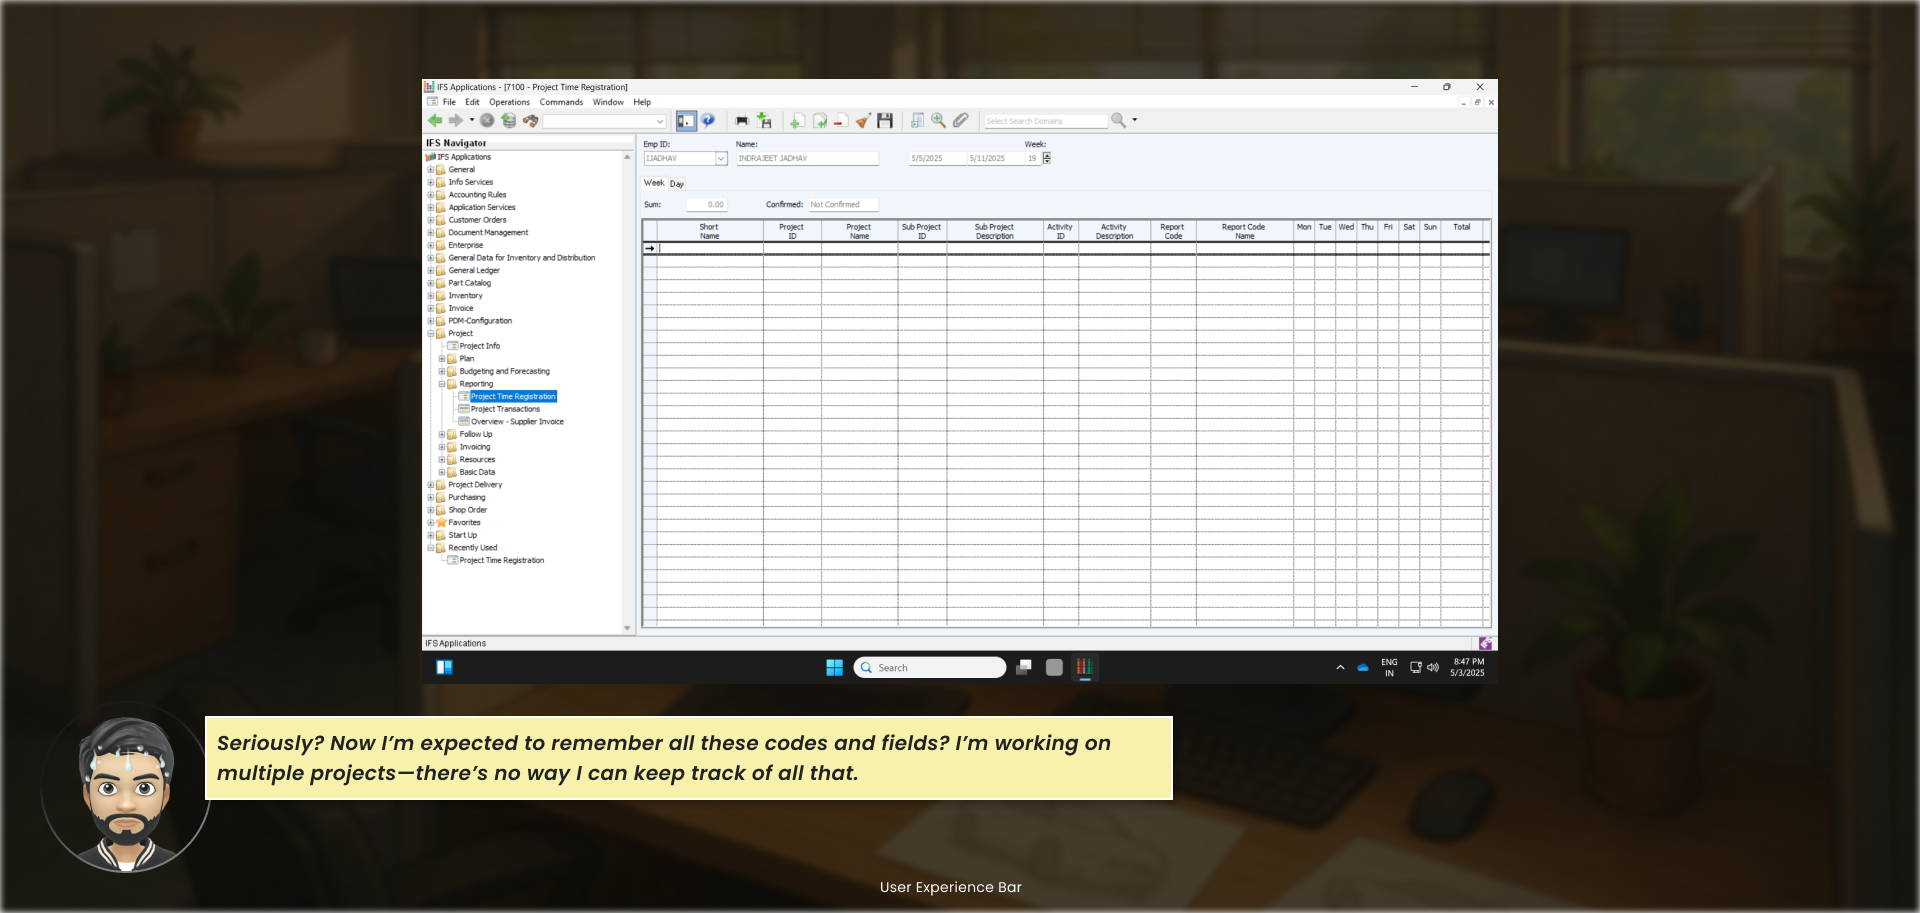 IFS Applications - [7100 - Project Time Registration]
File Edit Operations Commands Window Help
Select Search Domains
IFS Navigator
IFS Applications
General
Info Services
Accounting Rules
Application Services
Customer Orders
Document Management
Enterprise
General Data for Inventory and Distribution
General Ledger
Part Catalog
Inventory
Invoice
PDM-Configuration
Project
Project Info
Plan
Budgeting and Forecasting
Reporting
Project Time Registration
Project Transactions
Overview - Supplier Invoice
Follow Up
Invoicing
Resources
Basic Data
Project Delivery
Purchasing
Shop Order
Favorites
Start Up
Recently Used
Project Time Registration
Emp ID: Name: Week:
IJADHAV INDRAJEET JADHAV 5/5/2025 5/11/2025 19
Week Day
Sum: 0.00 Confirmed: Not Confirmed
Short Project Project Sub Project Sub Project Activity Activity Report Report Code Mon Tue Wed Thu Fri Sat Sun Total
Name ID Name ID Description ID Description Code Name
IFS Applications
Search
ENG
IN
8:47 PM
5/3/2025
Seriously? Now I’m expected to remember all these codes and fields? I’m working on
multiple projects—there’s no way I can keep track of all that.
User Experience Bar